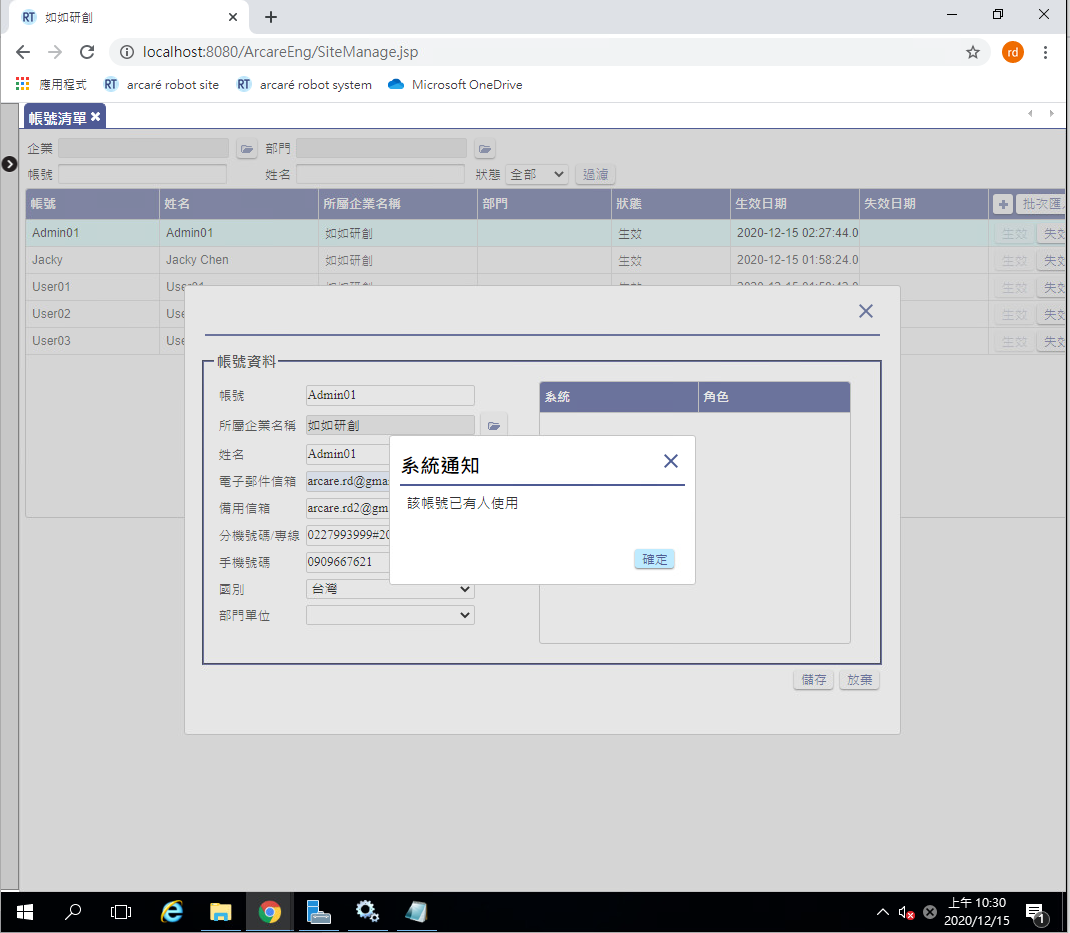 如如研創
localhost:8080/ArcareEng/SiteManage.jsp
rd
應用程式 RT arcaré robot site RT arcaré robot system Microsoft OneDrive
帳號清單
企業 部門
帳號 姓名 狀態 全部 過濾
帳號 姓名 所屬企業名稱 部門 狀態 生效日期 失效日期 批次匯
Admin01 Admin01 如如研創 生效 2020-12-15 02:27:44.0 生效 失效
Jacky Jacky Chen 如如研創 生效 2020-12-15 01:58:24.0 生效 失效
User01 User01 生效 失效
User02 Use 生效 失效
User03 Use 生效 失效
帳號資料
帳號 Admin01
系統 角色
所屬企業名稱 如如研創
姓名 Admin01
電子郵件信箱 arcare.rd@gma
備用信箱 arcare.rd2@gm
分機號碼/專線 0227993999#20
手機號碼 0909667621
國別 台灣
部門單位
系統通知
該帳號已有人使用
確定
儲存 放棄
上午 10:30
2020/12/15
1